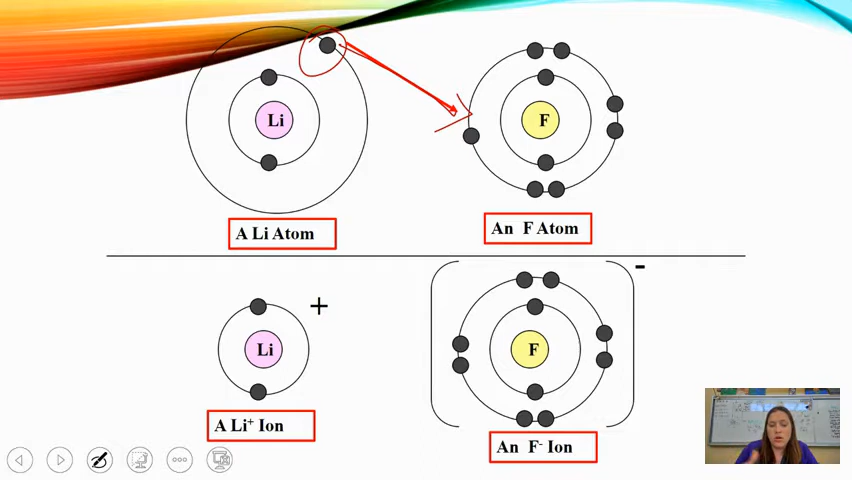 Li
F
A Li Atom
An F Atom
+
-
Li
F
A Li⁺ Ion
An F⁻ Ion